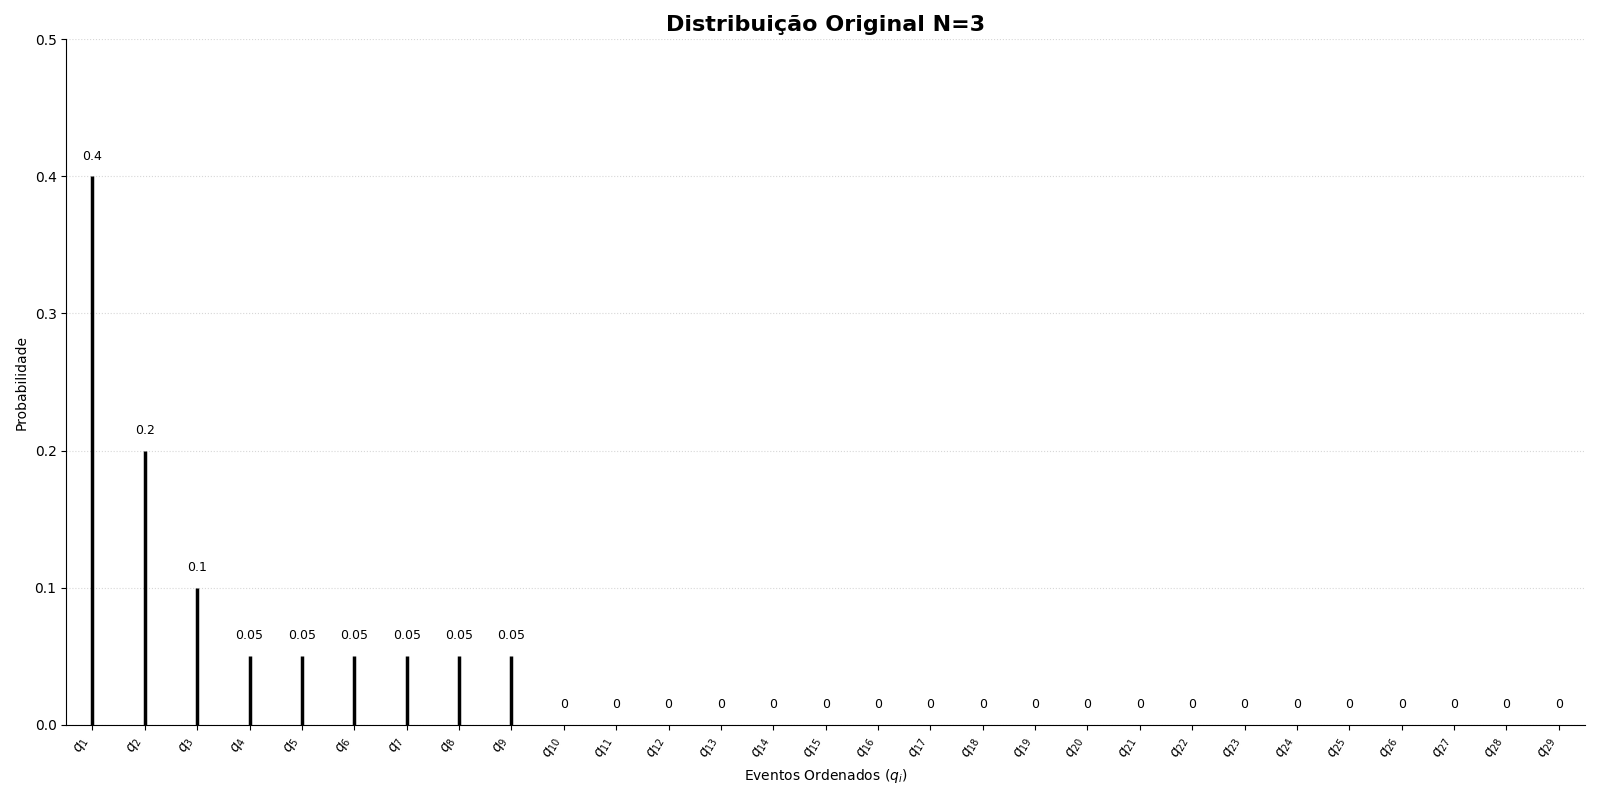 Distribuição Original N=3
0.5
0.4
0.3
0.2
0.1
0.0
Probabilidade
0.4
0.2
0.1
0.05 0.05 0.05 0.05 0.05 0.05
0 0 0 0 0 0 0 0 0 0 0 0 0 0 0 0 0 0 0 0
q1 q2 q3 q4 q5 q6 q7 q8 q9 q10 q11 q12 q13 q14 q15 q16 q17 q18 q19 q20 q21 q22 q23 q24 q25 q26 q27 q28 q29
Eventos Ordenados (qi)